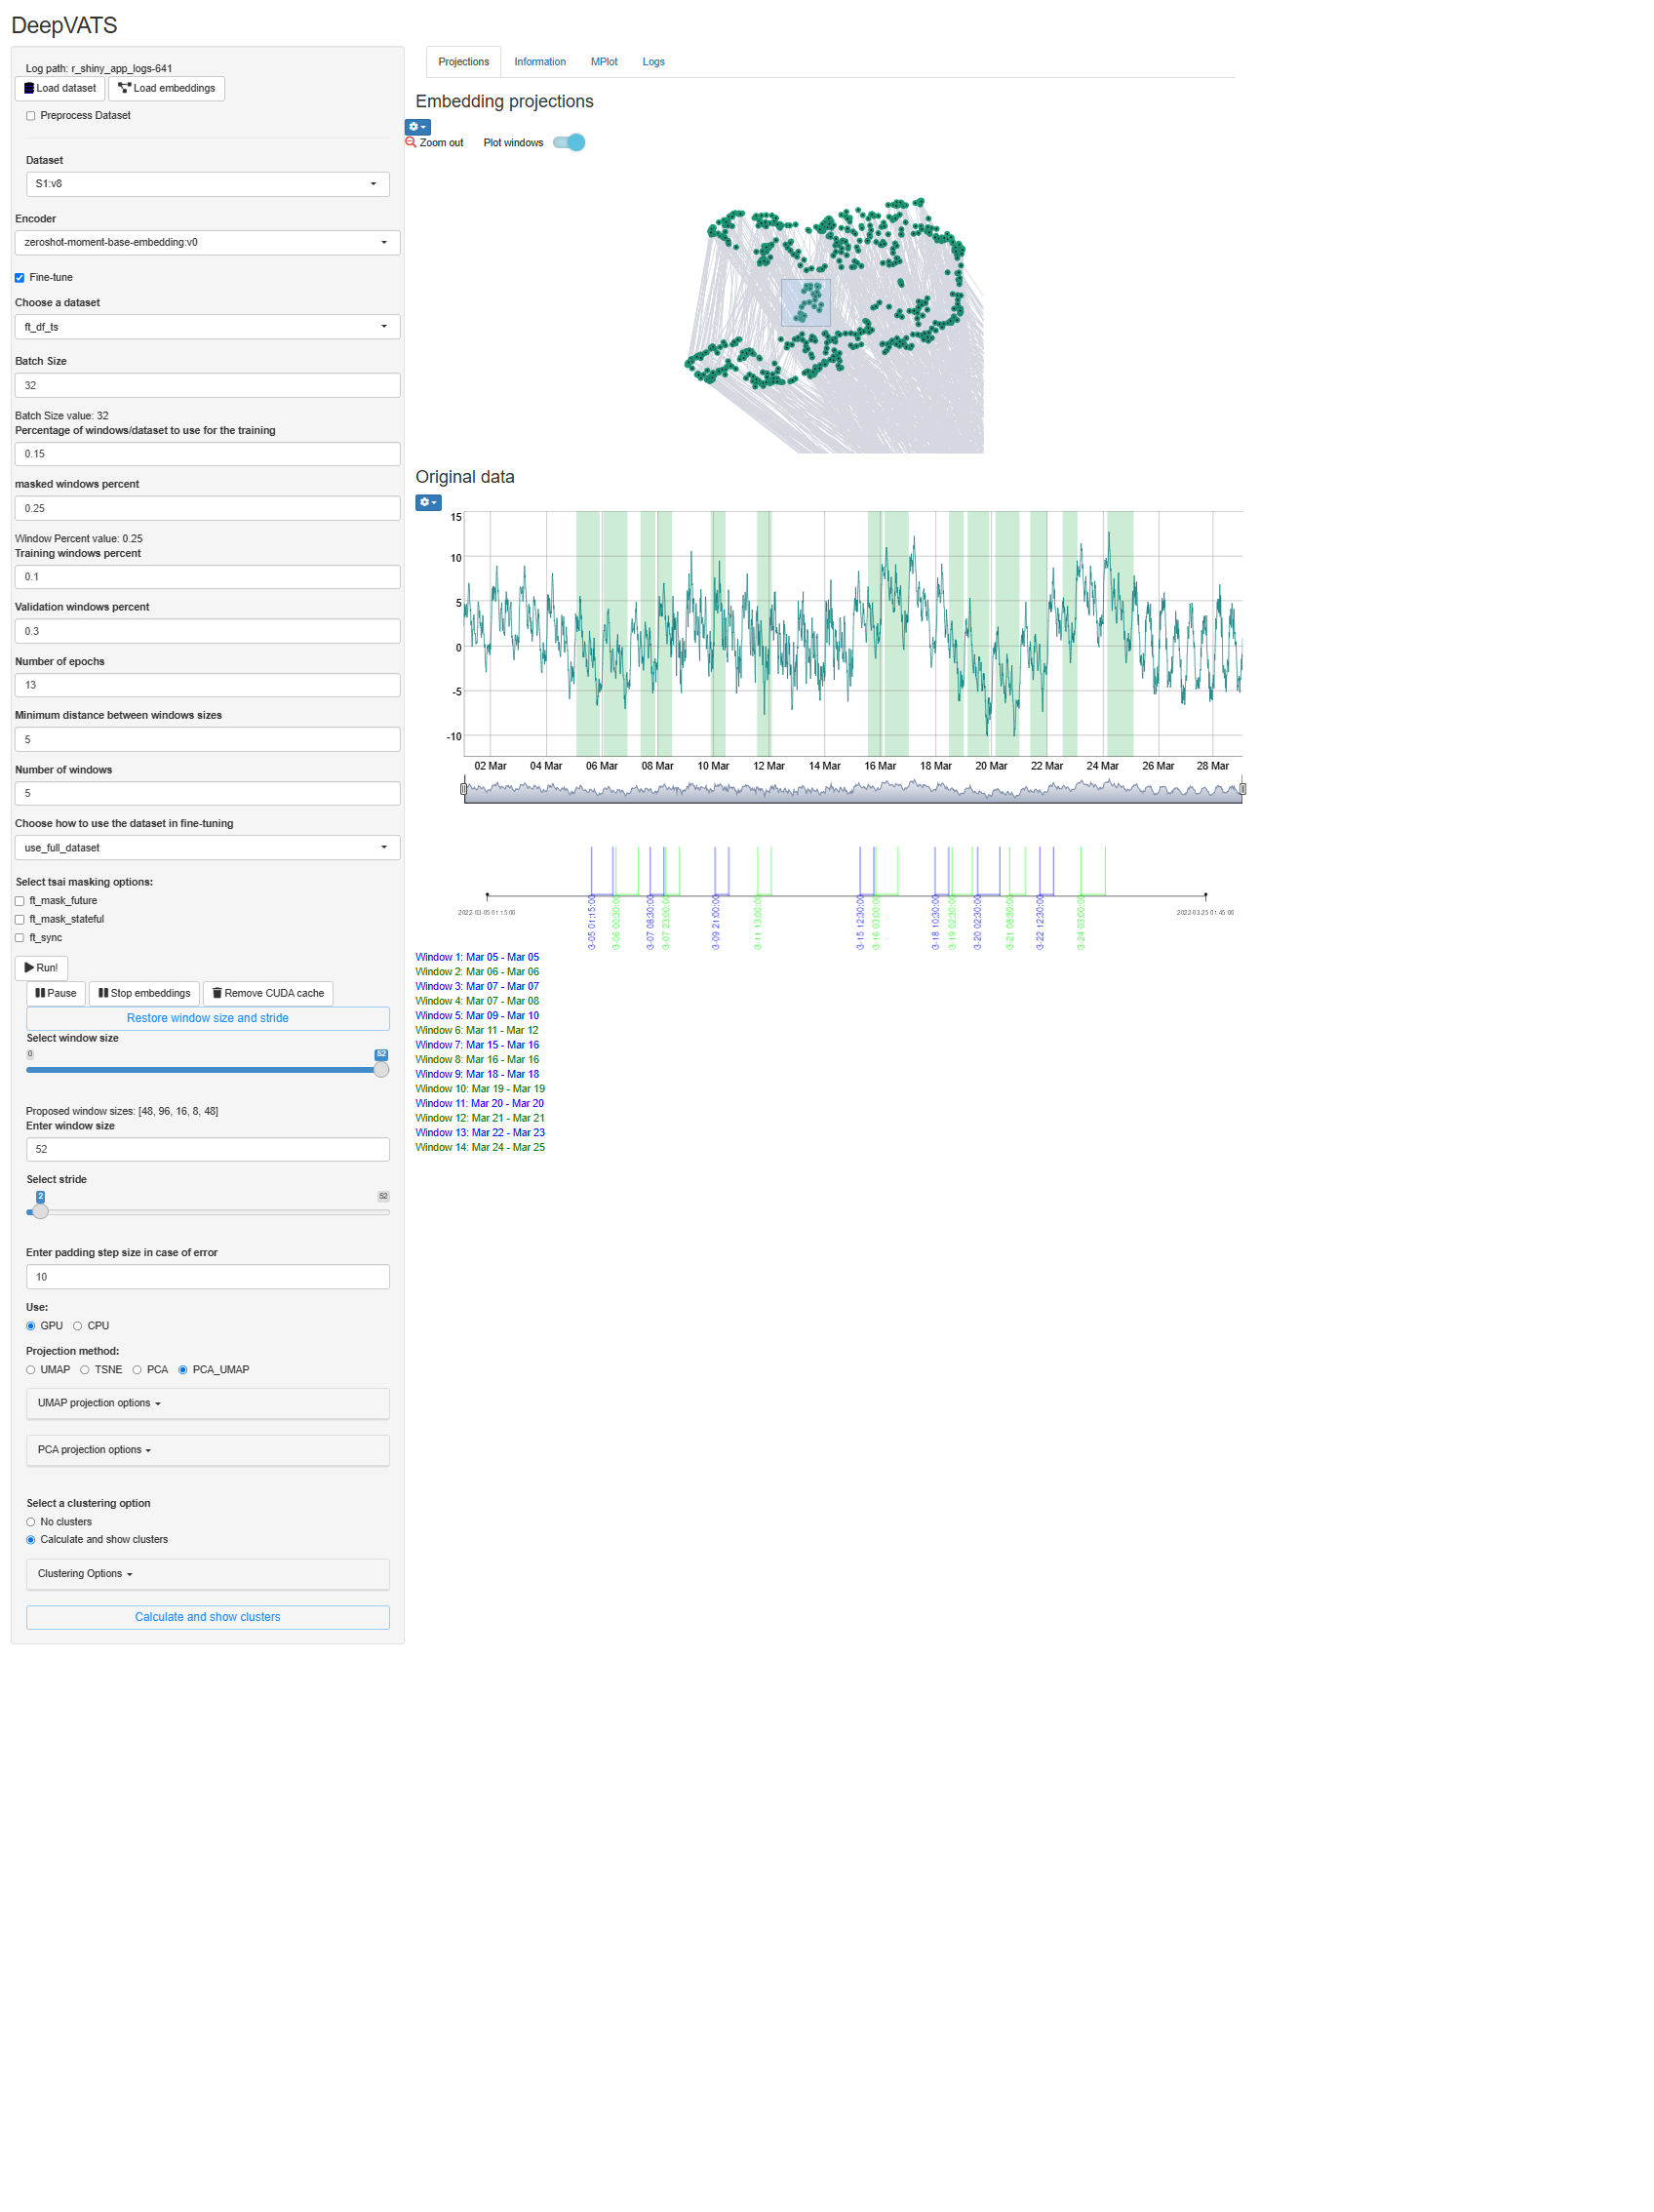 DeepVATS
Log path: r_shiny_app_logs-641
Load dataset Load embeddings
Preprocess Dataset
Dataset
S1:v8
Encoder
zeroshot-moment-base-embedding:v0
Fine-tune
Choose a dataset
ft_df_ts
Batch Size
32
Batch Size value: 32
Percentage of windows/dataset to use for the training
0.15
masked windows percent
0.25
Window Percent value: 0.25
Training windows percent
0.1
Validation windows percent
0.3
Number of epochs
13
Minimum distance between windows sizes
5
Number of windows
5
Choose how to use the dataset in fine-tuning
use_full_dataset
Select tsai masking options:
ft_mask_future
ft_mask_stateful
ft_sync
Run!
Pause Stop embeddings Remove CUDA cache
Restore window size and stride
Select window size
0 52
Proposed window sizes: [48, 96, 16, 8, 48]
Enter window size
52
Select stride
2 52
Enter padding step size in case of error
10
Use:
GPU CPU
Projection method:
UMAP TSNE PCA PCA_UMAP
UMAP projection options
PCA projection options
Select a clustering option
No clusters
Calculate and show clusters
Clustering Options
Calculate and show clusters
Projections Information MPlot Logs
Embedding projections
Zoom out Plot windows
Original data
15
10
5
0
-5
-10
02 Mar 04 Mar 06 Mar 08 Mar 10 Mar 12 Mar 14 Mar 16 Mar 18 Mar 20 Mar 22 Mar 24 Mar 26 Mar 28 Mar
2022-03-05 01:15:00
2022-03-25 01:45:00
3-05 01:15:00
3-06 00:30:00
3-07 08:30:00
3-07 23:00:00
3-09 21:00:00
3-11 13:00:00
3-15 12:30:00
3-16 03:00:00
3-18 10:30:00
3-19 02:30:00
3-20 02:30:00
3-21 08:30:00
3-22 12:30:00
3-24 03:00:00
Window 1: Mar 05 - Mar 05
Window 2: Mar 06 - Mar 06
Window 3: Mar 07 - Mar 07
Window 4: Mar 07 - Mar 08
Window 5: Mar 09 - Mar 10
Window 6: Mar 11 - Mar 12
Window 7: Mar 15 - Mar 16
Window 8: Mar 16 - Mar 16
Window 9: Mar 18 - Mar 18
Window 10: Mar 19 - Mar 19
Window 11: Mar 20 - Mar 20
Window 12: Mar 21 - Mar 21
Window 13: Mar 22 - Mar 23
Window 14: Mar 24 - Mar 25